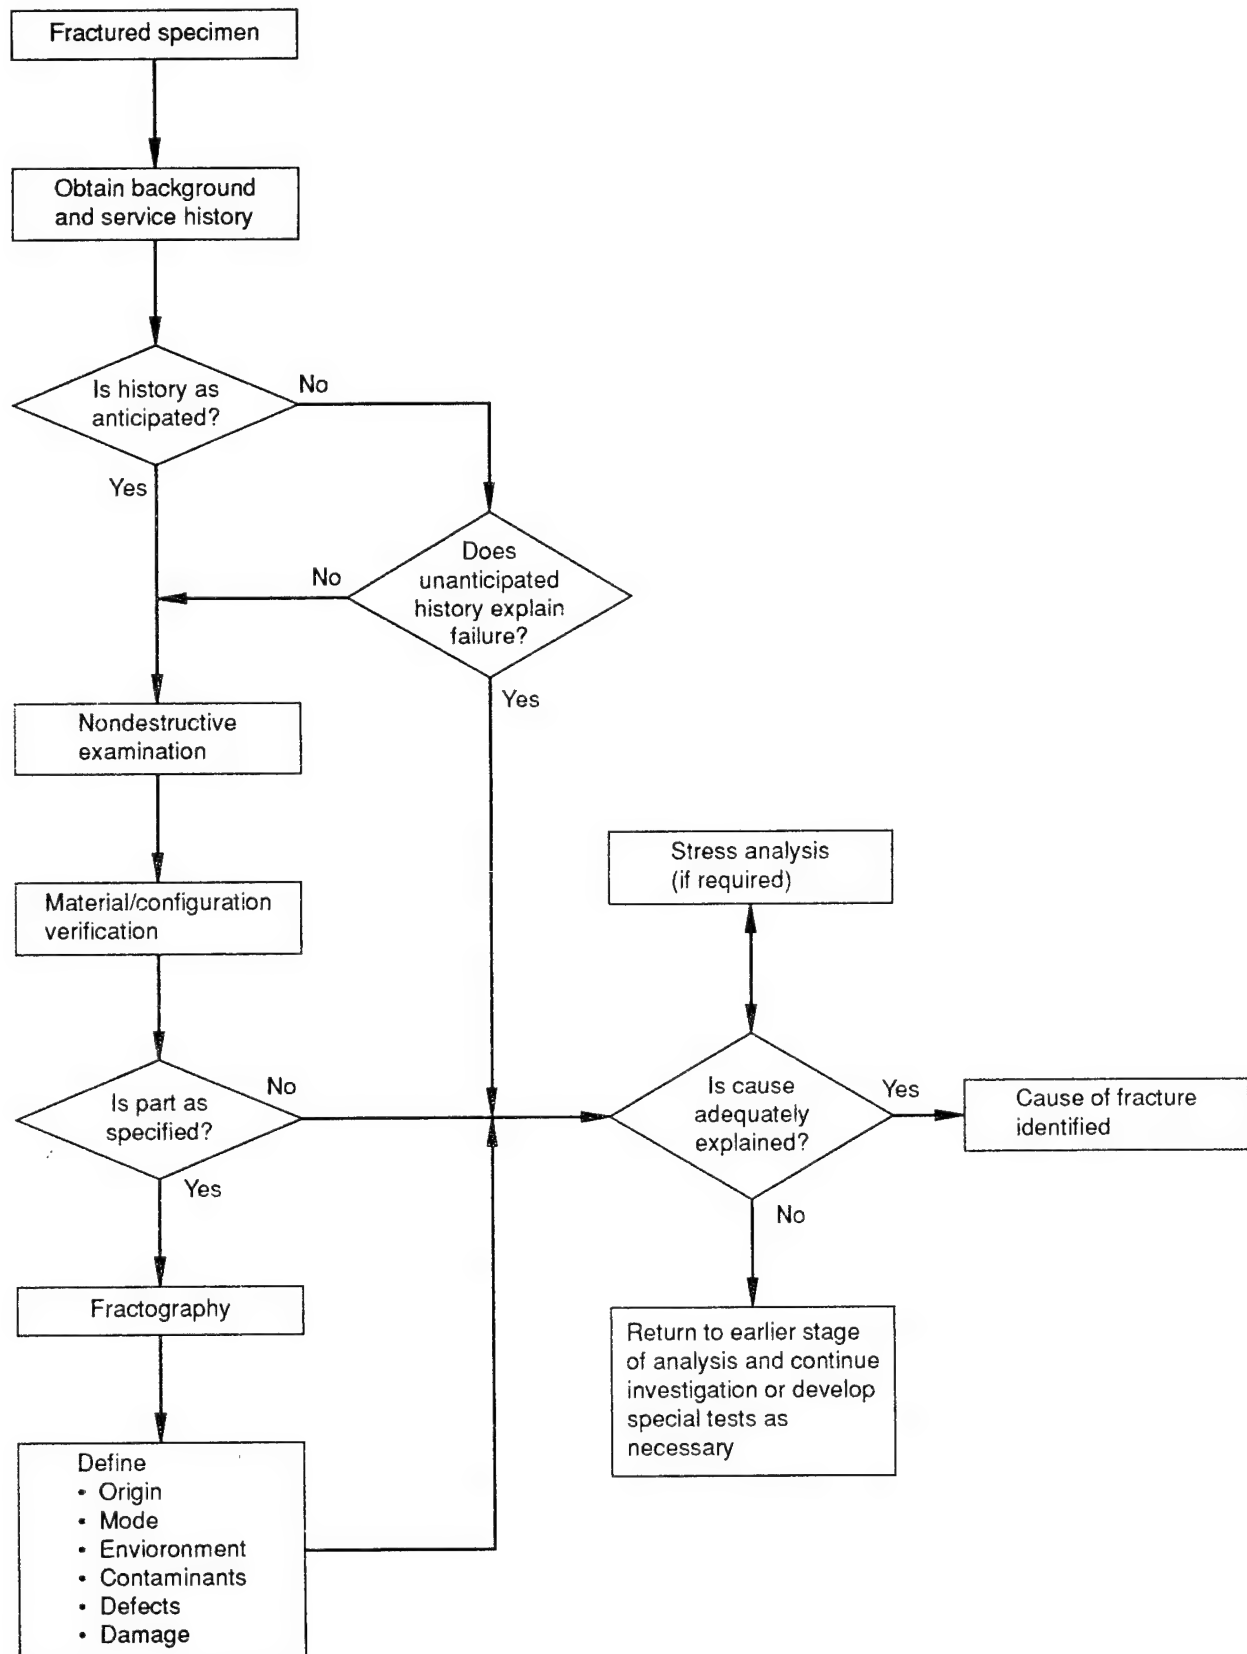 Fractured specimen
Obtain background
and service history
Is history as
anticipated?
No
Yes
Does
unanticipated
history explain
failure?
No
Yes
Nondestructive
examination
Material/configuration
verification
Is part as
specified?
No
Yes
Stress analysis
(if required)
Is cause
adequately
explained?
Yes
Cause of fracture
identified
No
Return to earlier stage
of analysis and continue
investigation or develop
special tests as
necessary
Fractography
Define
• Origin
• Mode
• Envioronment
• Contaminants
• Defects
• Damage